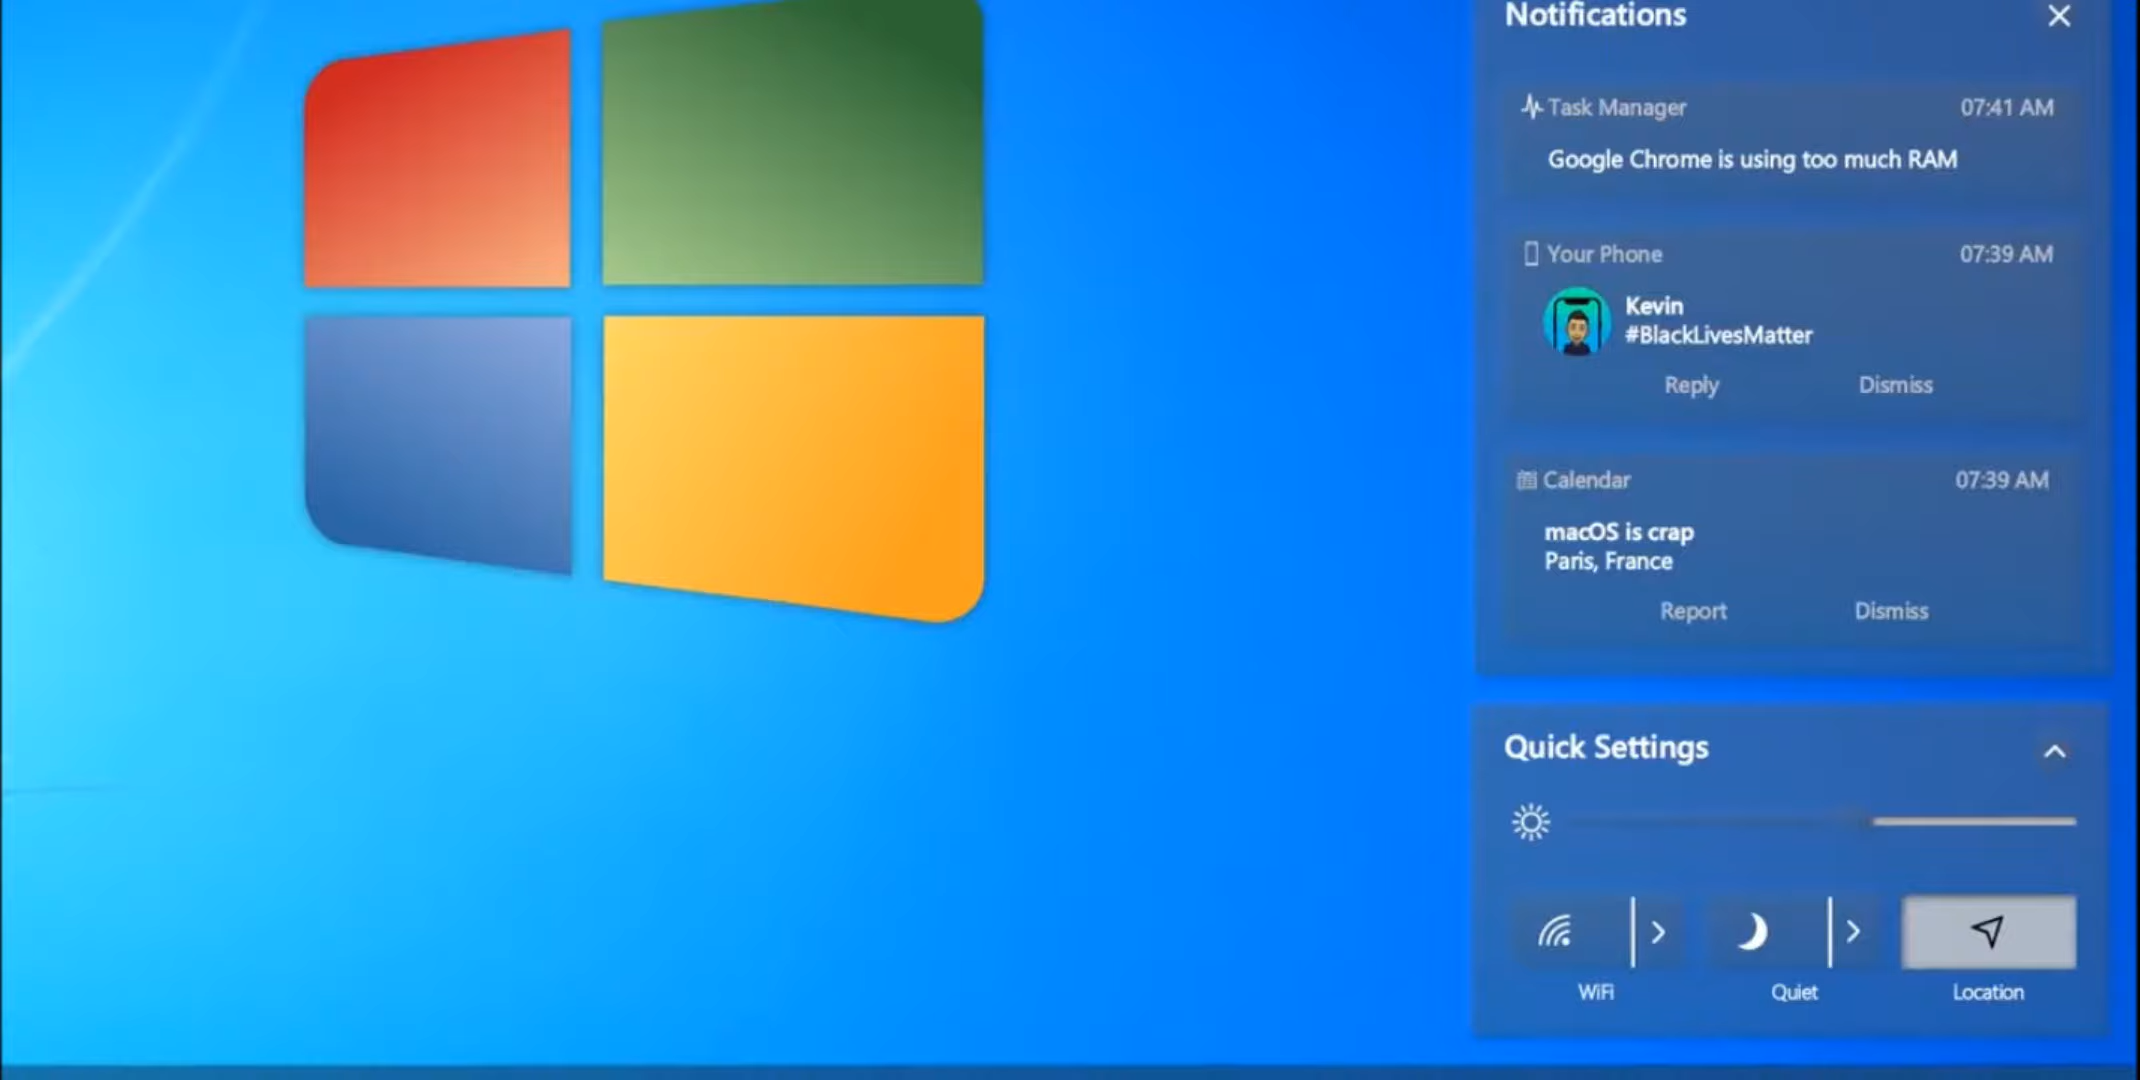 Notifications
Task Manager 07:41 AM
Google Chrome is using too much RAM
Your Phone 07:39 AM
Kevin
#BlackLivesMatter
Reply Dismiss
Calendar 07:39 AM
macOS is crap
Paris, France
Report Dismiss
Quick Settings
WiFi Quiet Location